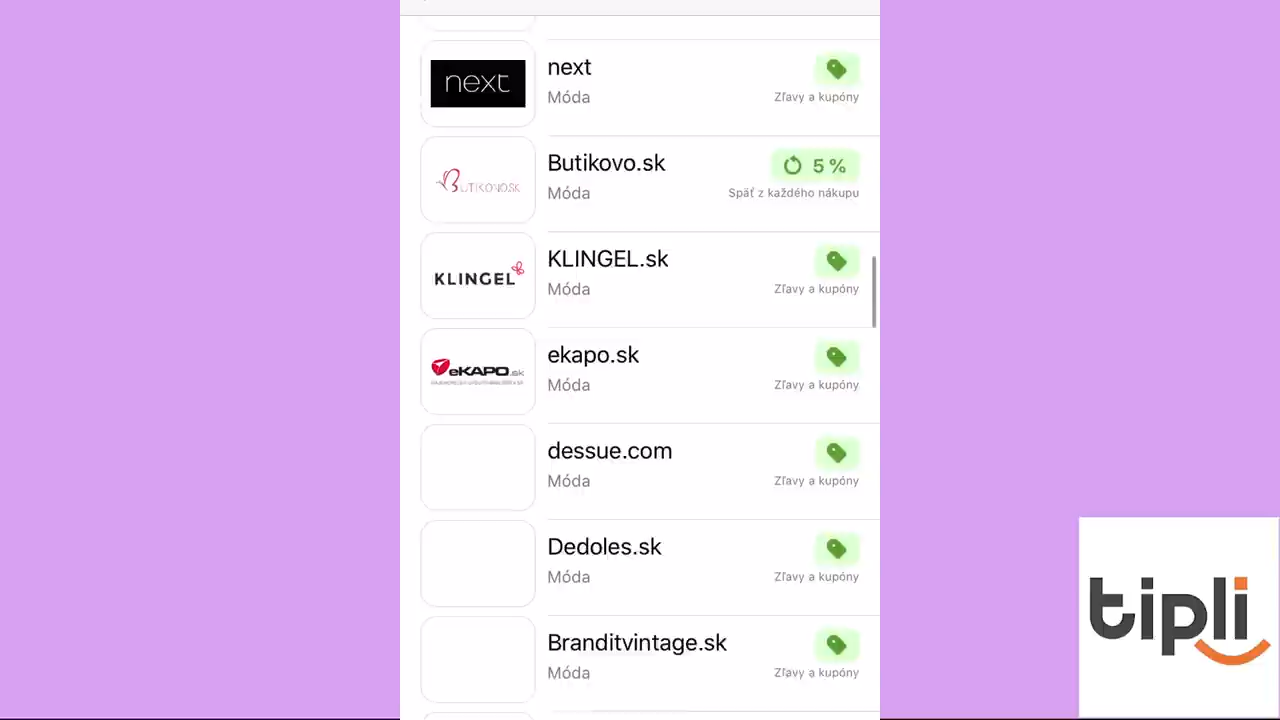 next
next
Móda
Zľavy a kupóny
BUTIKOVO.SK
Butikovo.sk
Móda
5 %
Späť z každého nákupu
KLINGEL
KLINGEL.sk
Móda
Zľavy a kupóny
eKAPO.sk
ekapo.sk
Móda
Zľavy a kupóny
dessue.com
Móda
Zľavy a kupóny
Dedoles.sk
Móda
Zľavy a kupóny
Branditvintage.sk
Móda
Zľavy a kupóny
tipli